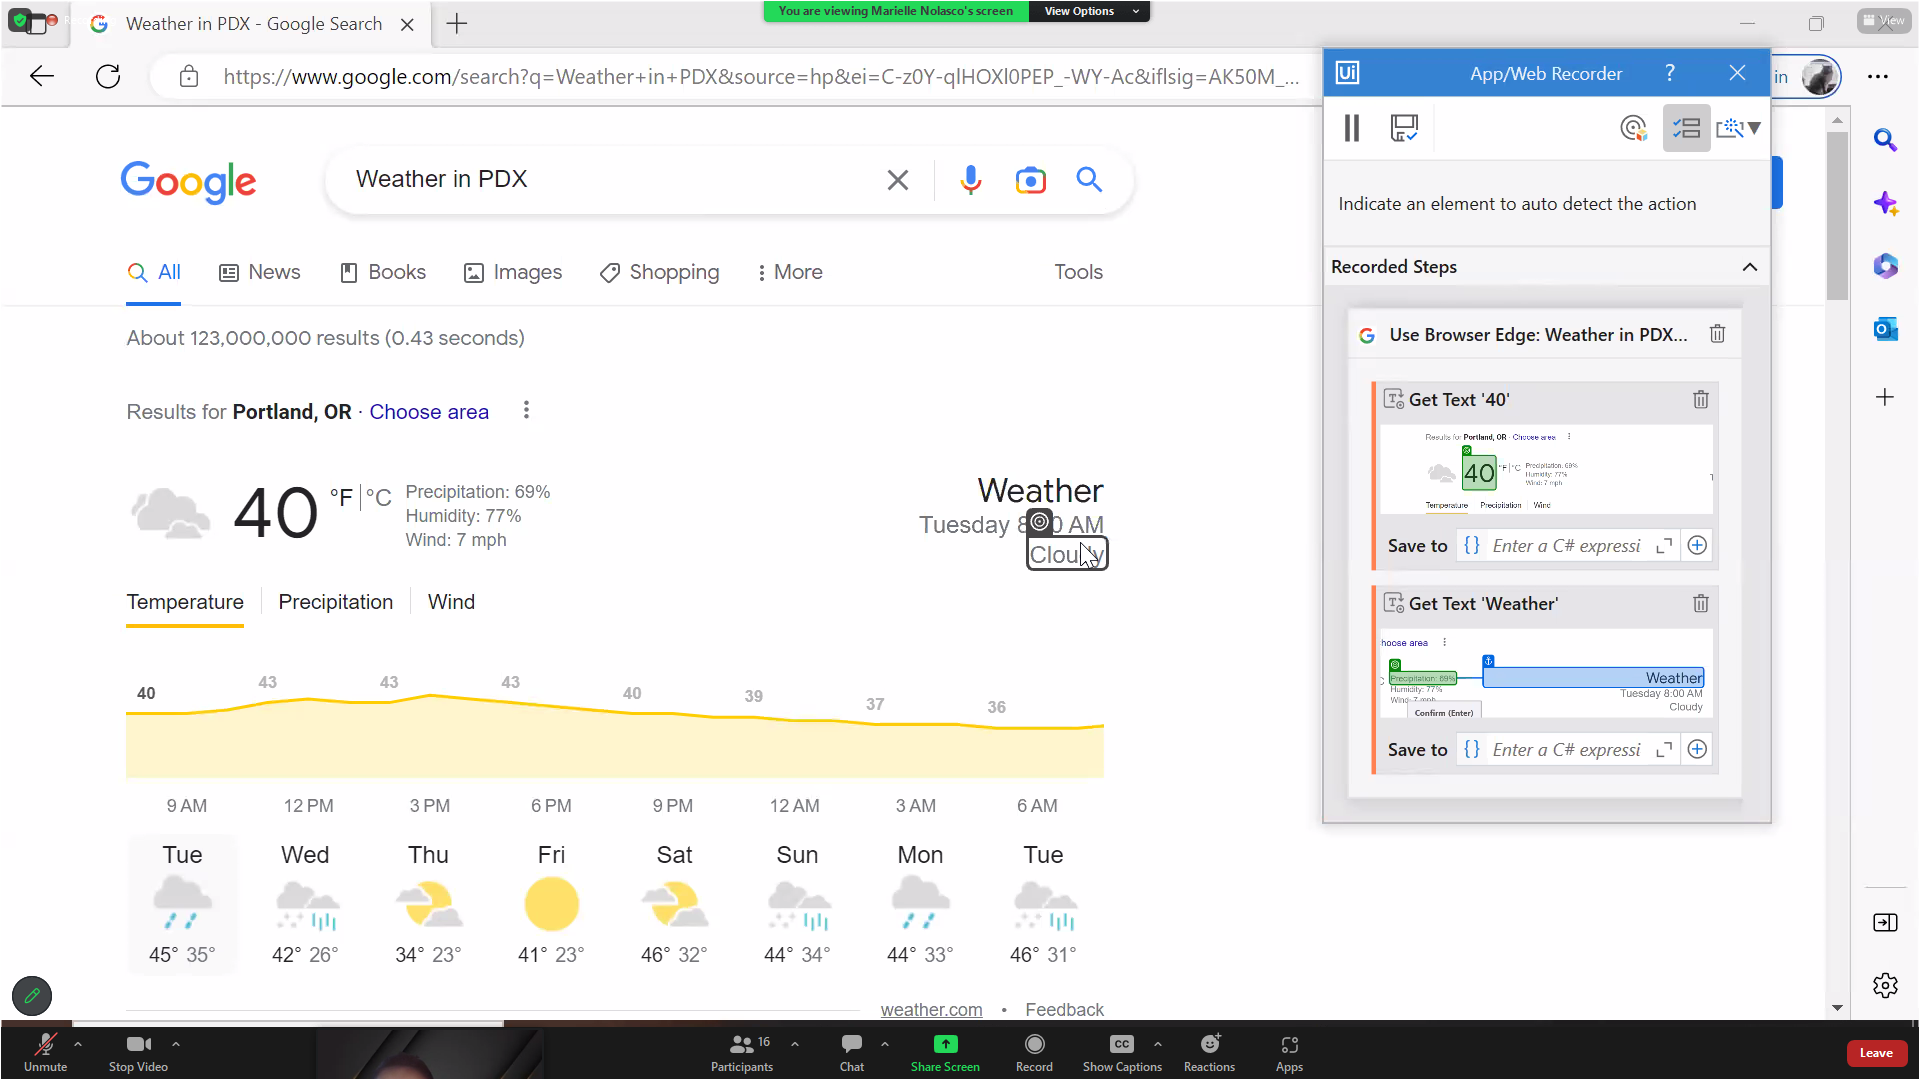 You are viewing Marielle Nolasco's screen
View Options
View
Weather in PDX - Google Search
https://www.google.com/search?q=Weather+in+PDX&source=hp&ei=C-z0Y-qlHOXl0PEP_-WY-Ac&iflsig=AK50M_...
in
Google
Weather in PDX
All
News
Books
Images
Shopping
More
Tools
About 123,000,000 results (0.43 seconds)
Results for Portland, OR · Choose area
40
°F | °C
Precipitation: 69%
Humidity: 77%
Wind: 7 mph
Weather
Tuesday 8:00 AM
Cloudy
Temperature
Precipitation
Wind
40 43 43 43 40 39 37 36
9 AM 12 PM 3 PM 6 PM 9 PM 12 AM 3 AM 6 AM
Tue Wed Thu Fri Sat Sun Mon Tue
45° 35° 42° 26° 34° 23° 41° 23° 46° 32° 44° 34° 44° 33° 46° 31°
weather.com • Feedback
Ui
App/Web Recorder
?
Indicate an element to auto detect the action
Recorded Steps
Use Browser Edge: Weather in PDX...
Get Text '40'
Results for Portland, OR · Choose area
40
°F | °C
Precipitation: 69%
Humidity: 77%
Wind: 7 mph
Temperature Precipitation Wind
Save to
{} Enter a C# expressi
Get Text 'Weather'
hoose area
Precipitation: 69%
Humidity: 77%
Weather
Tuesday 8:00 AM
Cloudy
Confirm (Enter)
Save to
{} Enter a C# expressi
Unmute
Stop Video
16
Participants
Chat
Share Screen
Record
CC
Show Captions
Reactions
Apps
Leave